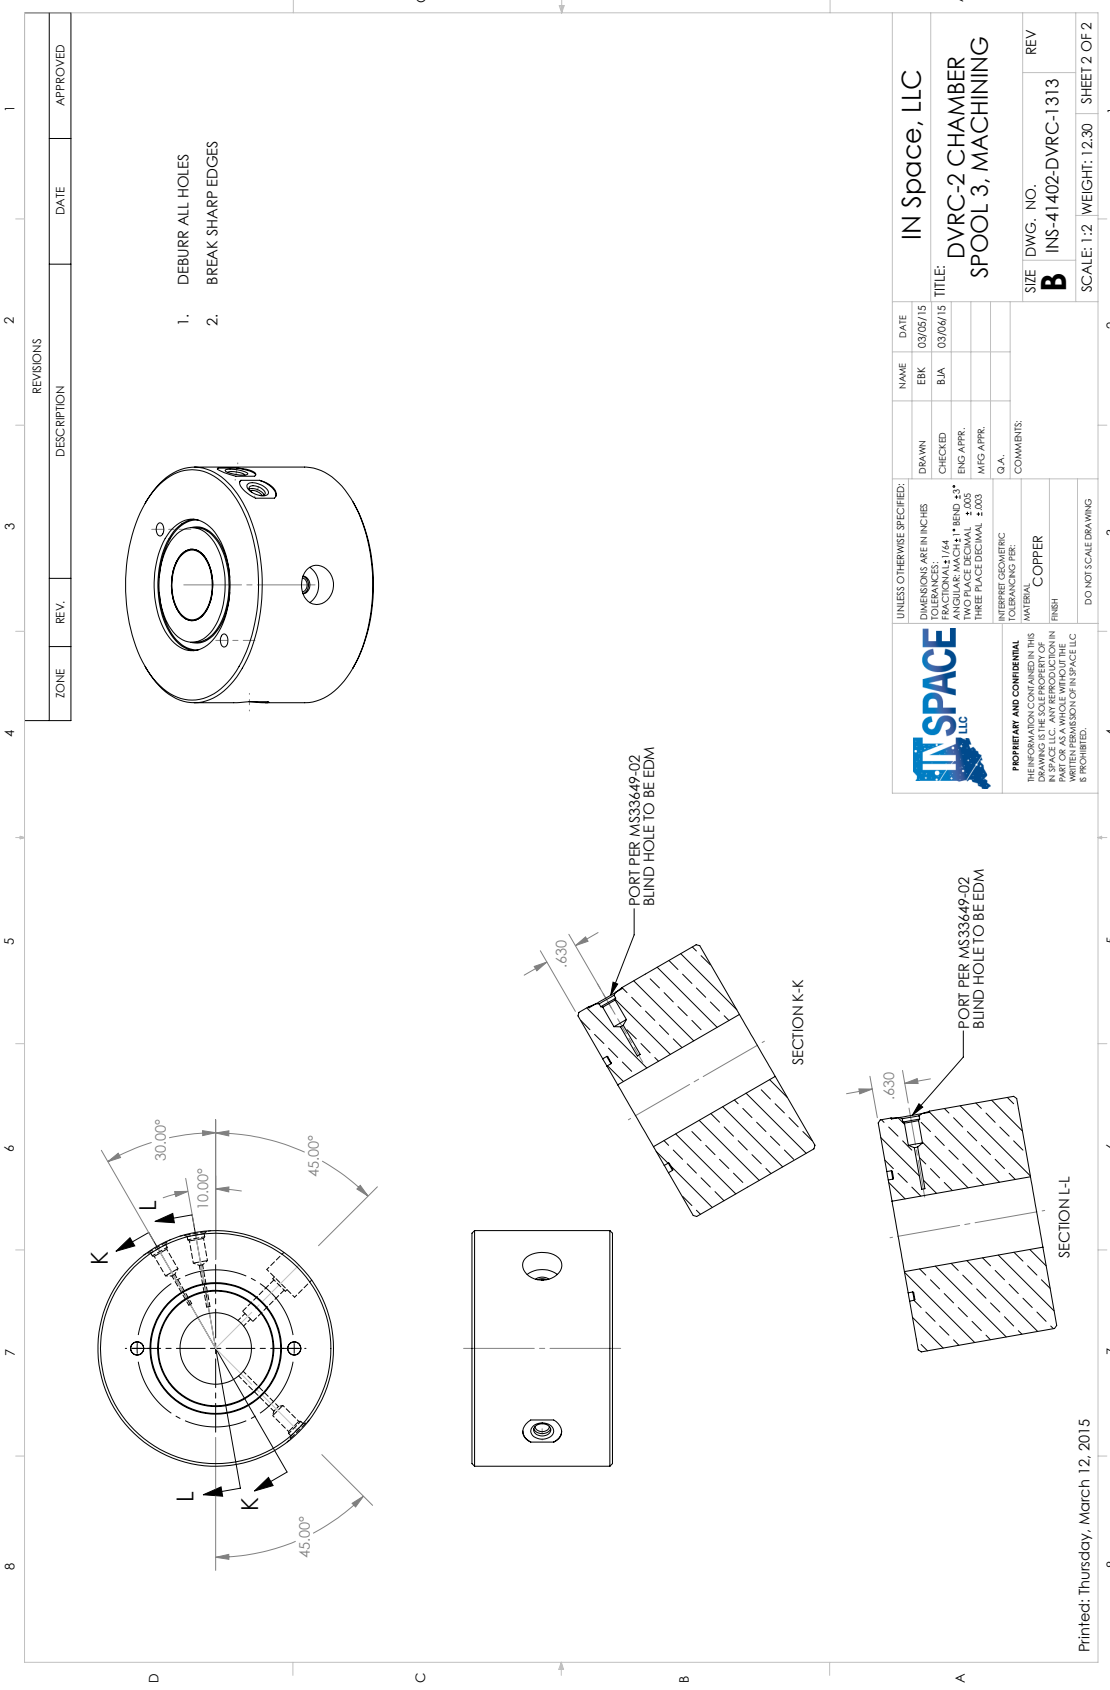 REVISIONS
ZONE REV. DESCRIPTION DATE APPROVED
1. DEBURR ALL HOLES
2. BREAK SHARP EDGES
8 7 6 5 4 3 2 1
D
C
B
A
K
L
L
K
30.00°
10.00°
45.00°
45.00°
.630
PORT PER MS33649-02
BLIND HOLE TO BE EDM
SECTION K-K
.630
PORT PER MS33649-02
BLIND HOLE TO BE EDM
SECTION L-L
INSPACE
LLC
PROPRIETARY AND CONFIDENTIAL
THE INFORMATION CONTAINED IN THIS
DRAWING IS THE SOLE PROPERTY OF
IN SPACE LLC. ANY REPRODUCTION IN
PART OR AS A WHOLE WITHOUT THE
WRITTEN PERMISSION OF IN SPACE LLC
IS PROHIBITED.
UNLESS OTHERWISE SPECIFIED:
DIMENSIONS ARE IN INCHES
TOLERANCES:
FRACTIONAL±1/64
ANGULAR: MACH±1° BEND ±3°
TWO PLACE DECIMAL ±.005
THREE PLACE DECIMAL ±.003
INTERPRET GEOMETRIC
TOLERANCING PER:
MATERIAL
COPPER
FINISH
DO NOT SCALE DRAWING
NAME DATE
DRAWN EBK 03/05/15
CHECKED BJA 03/06/15
ENG APPR.
MFG APPR.
Q.A.
COMMENTS:
IN Space, LLC
TITLE:
DVRC-2 CHAMBER
SPOOL 3, MACHINING
SIZE DWG. NO. REV
B INS-41402-DVRC-1313
SCALE: 1:2 WEIGHT: 12.30 SHEET 2 OF 2
Printed: Thursday, March 12, 2015